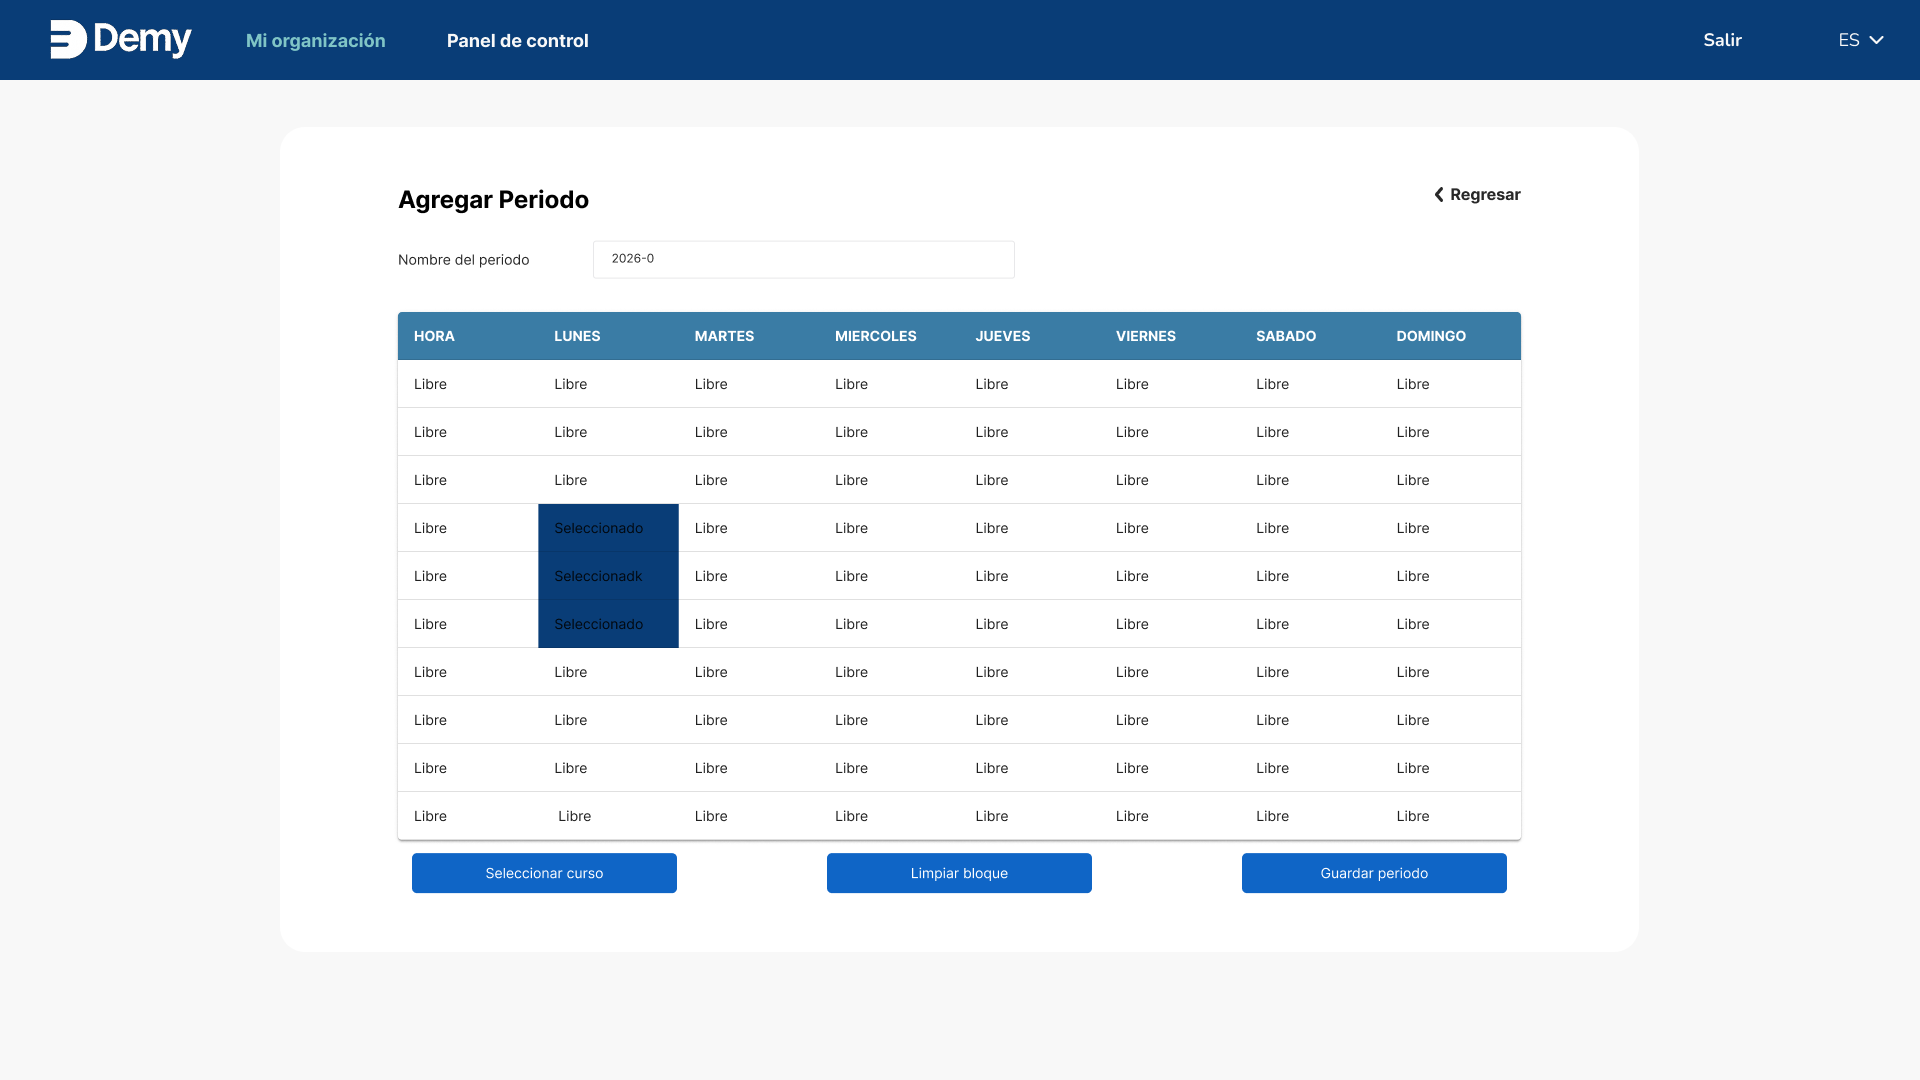 Demy Mi organización Panel de control Salir ES
Agregar Periodo Regresar
Nombre del periodo 2026-0
HORA LUNES MARTES MIERCOLES JUEVES VIERNES SABADO DOMINGO
Libre Libre Libre Libre Libre Libre Libre Libre
Libre Libre Libre Libre Libre Libre Libre Libre
Libre Libre Libre Libre Libre Libre Libre Libre
Libre Seleccionado Libre Libre Libre Libre Libre Libre
Libre Seleccionadk Libre Libre Libre Libre Libre Libre
Libre Seleccionado Libre Libre Libre Libre Libre Libre
Libre Libre Libre Libre Libre Libre Libre Libre
Libre Libre Libre Libre Libre Libre Libre Libre
Libre Libre Libre Libre Libre Libre Libre Libre
Libre Libre Libre Libre Libre Libre Libre Libre
Seleccionar curso Limpiar bloque Guardar periodo